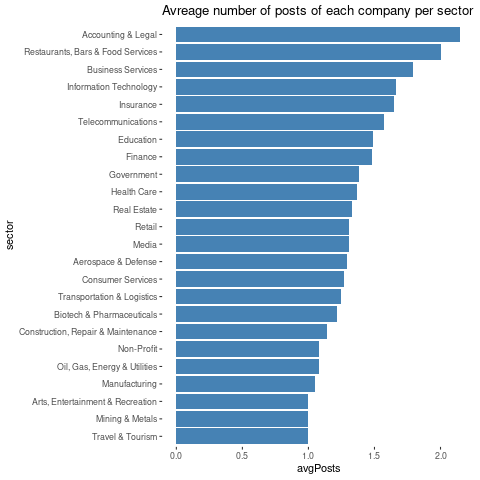 Avreage number of posts of each company per sector
Accounting & Legal
Restaurants, Bars & Food Services
Business Services
Information Technology
Insurance
Telecommunications
Education
Finance
Government
Health Care
Real Estate
Retail
Media
Aerospace & Defense
Consumer Services
Transportation & Logistics
Biotech & Pharmaceuticals
Construction, Repair & Maintenance
Non-Profit
Oil, Gas, Energy & Utilities
Manufacturing
Arts, Entertainment & Recreation
Mining & Metals
Travel & Tourism
sector
0.0 0.5 1.0 1.5 2.0
avgPosts